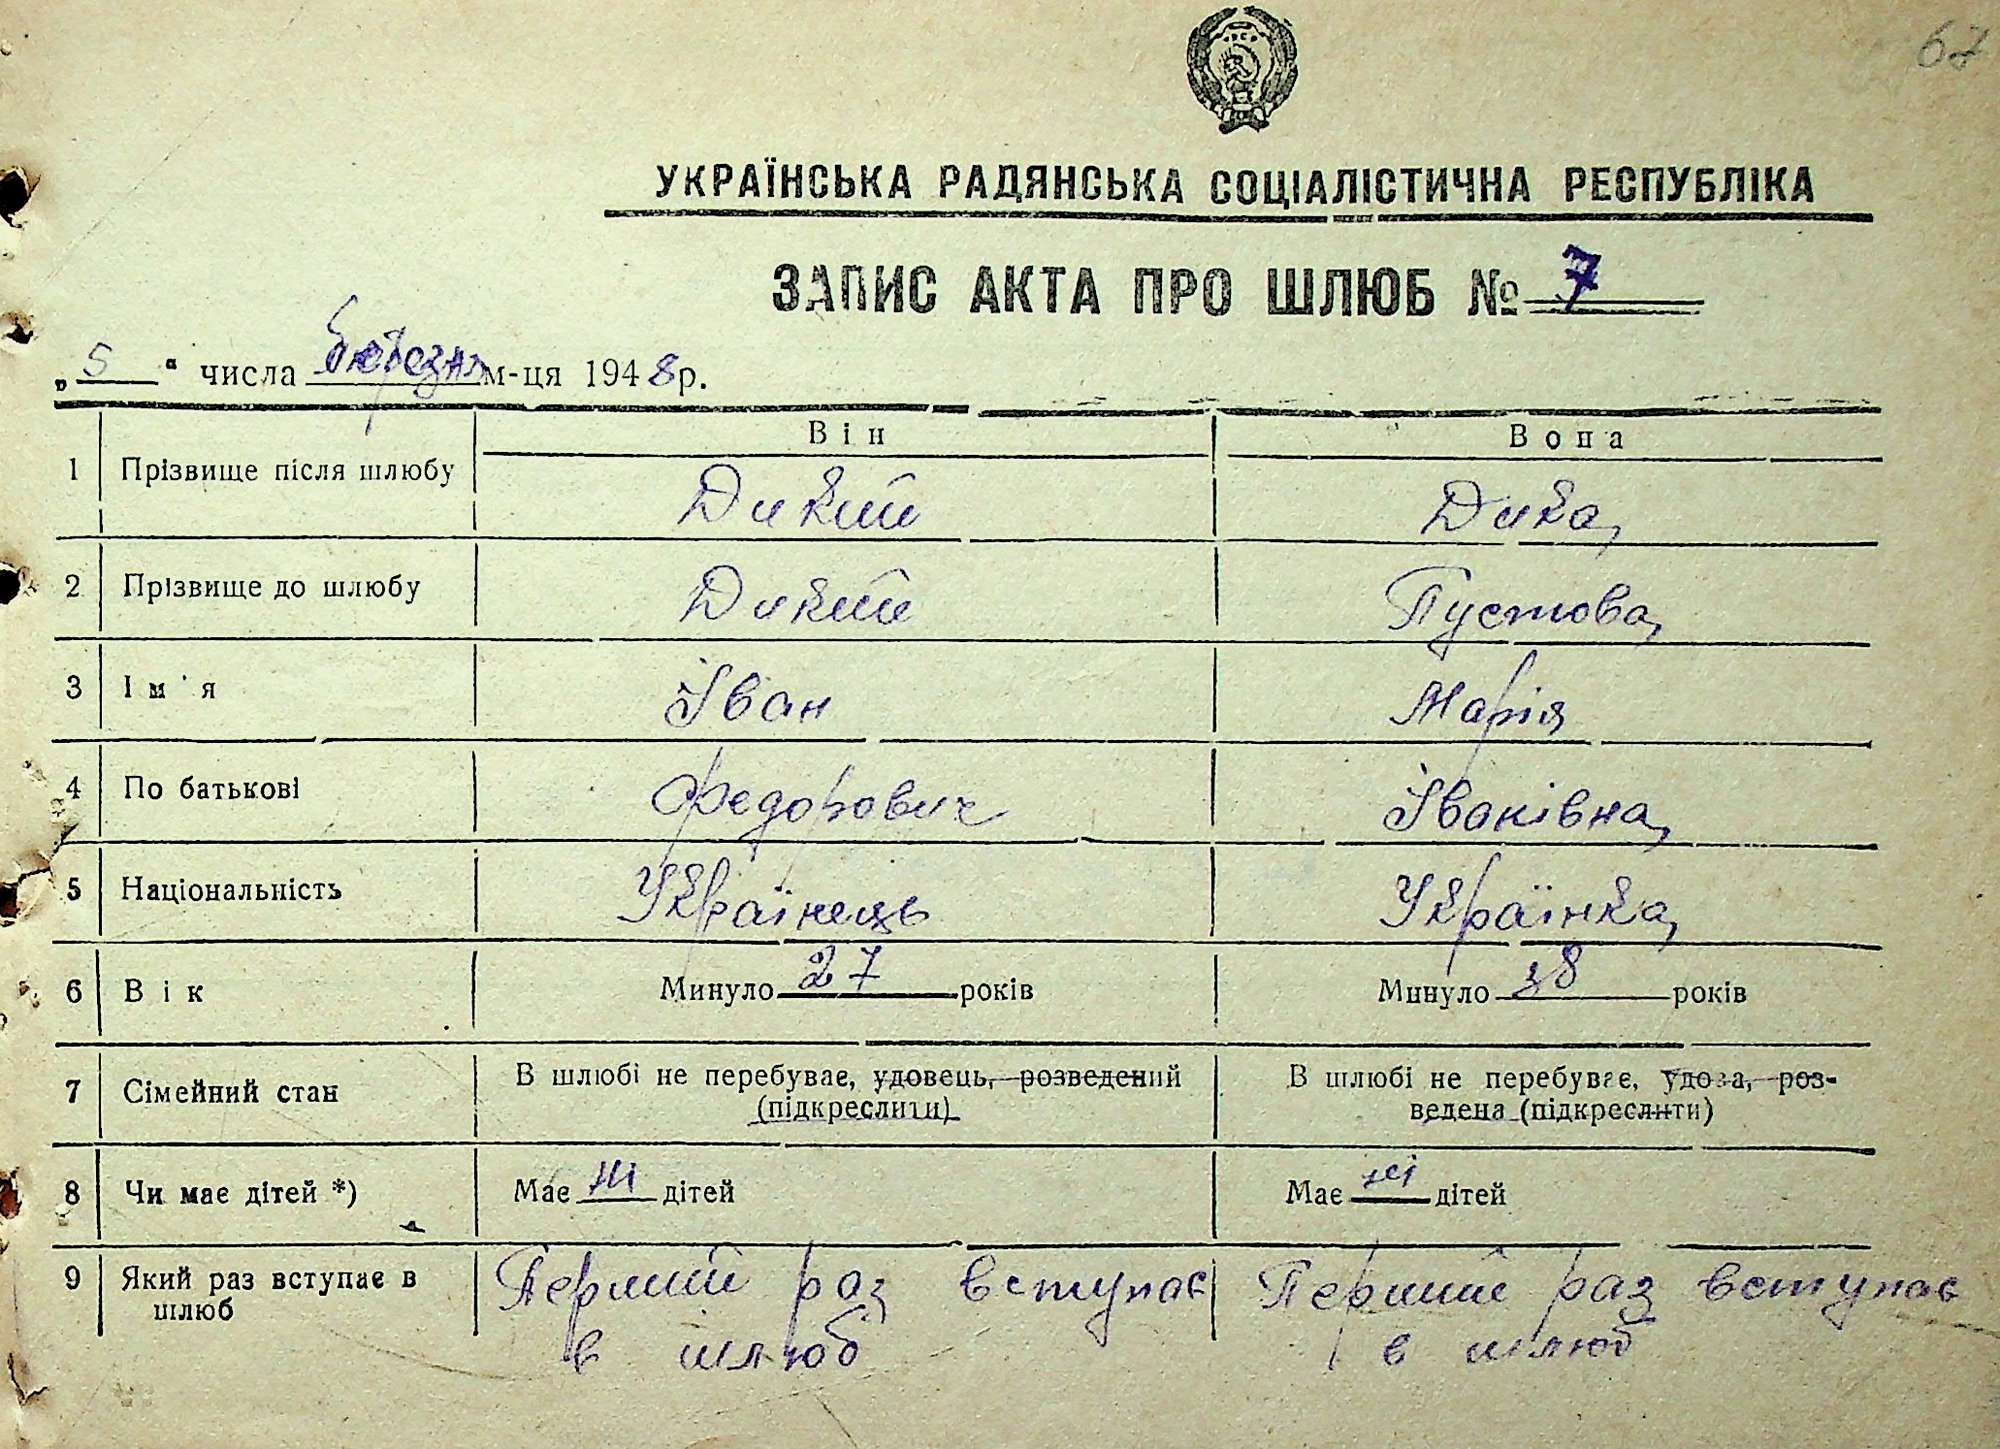 67
УКРАЇНСЬКА РАДЯНСЬКА СОЦІАЛІСТИЧНА РЕСПУБЛІКА
ЗАПИС АКТА ПРО ШЛЮБ № 7
„5“ числа березня м-ця 1948 р.
Він Вона
1 Прізвище після шлюбу Дикий Дика
2 Прізвище до шлюбу Дикий Пустова
3 Ім'я Іван Марія
4 По батькові Федорович Іванівна
5 Національність Українець Українка
6 Вік Минуло 27 років Минуло 28 років
7 Сімейний стан В шлюбі не перебуває, удовець, розведений В шлюбі не перебуває, удова, роз-
(підкреслити) ведена (підкреслити)
8 Чи має дітей *) Має ні дітей Має ні дітей
9 Який раз вступає в Перший раз вступає Перший раз вступає
шлюб в шлюб в шлюб